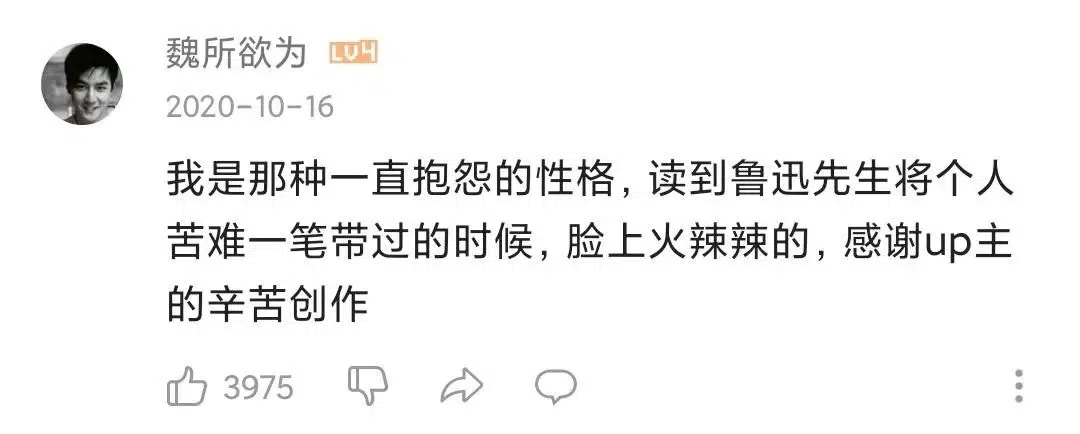 魏所欲为 LV4
2020-10-16
我是那种一直抱怨的性格，读到鲁迅先生将个人
苦难一笔带过的时候，脸上火辣辣的，感谢up主
的辛苦创作
3975